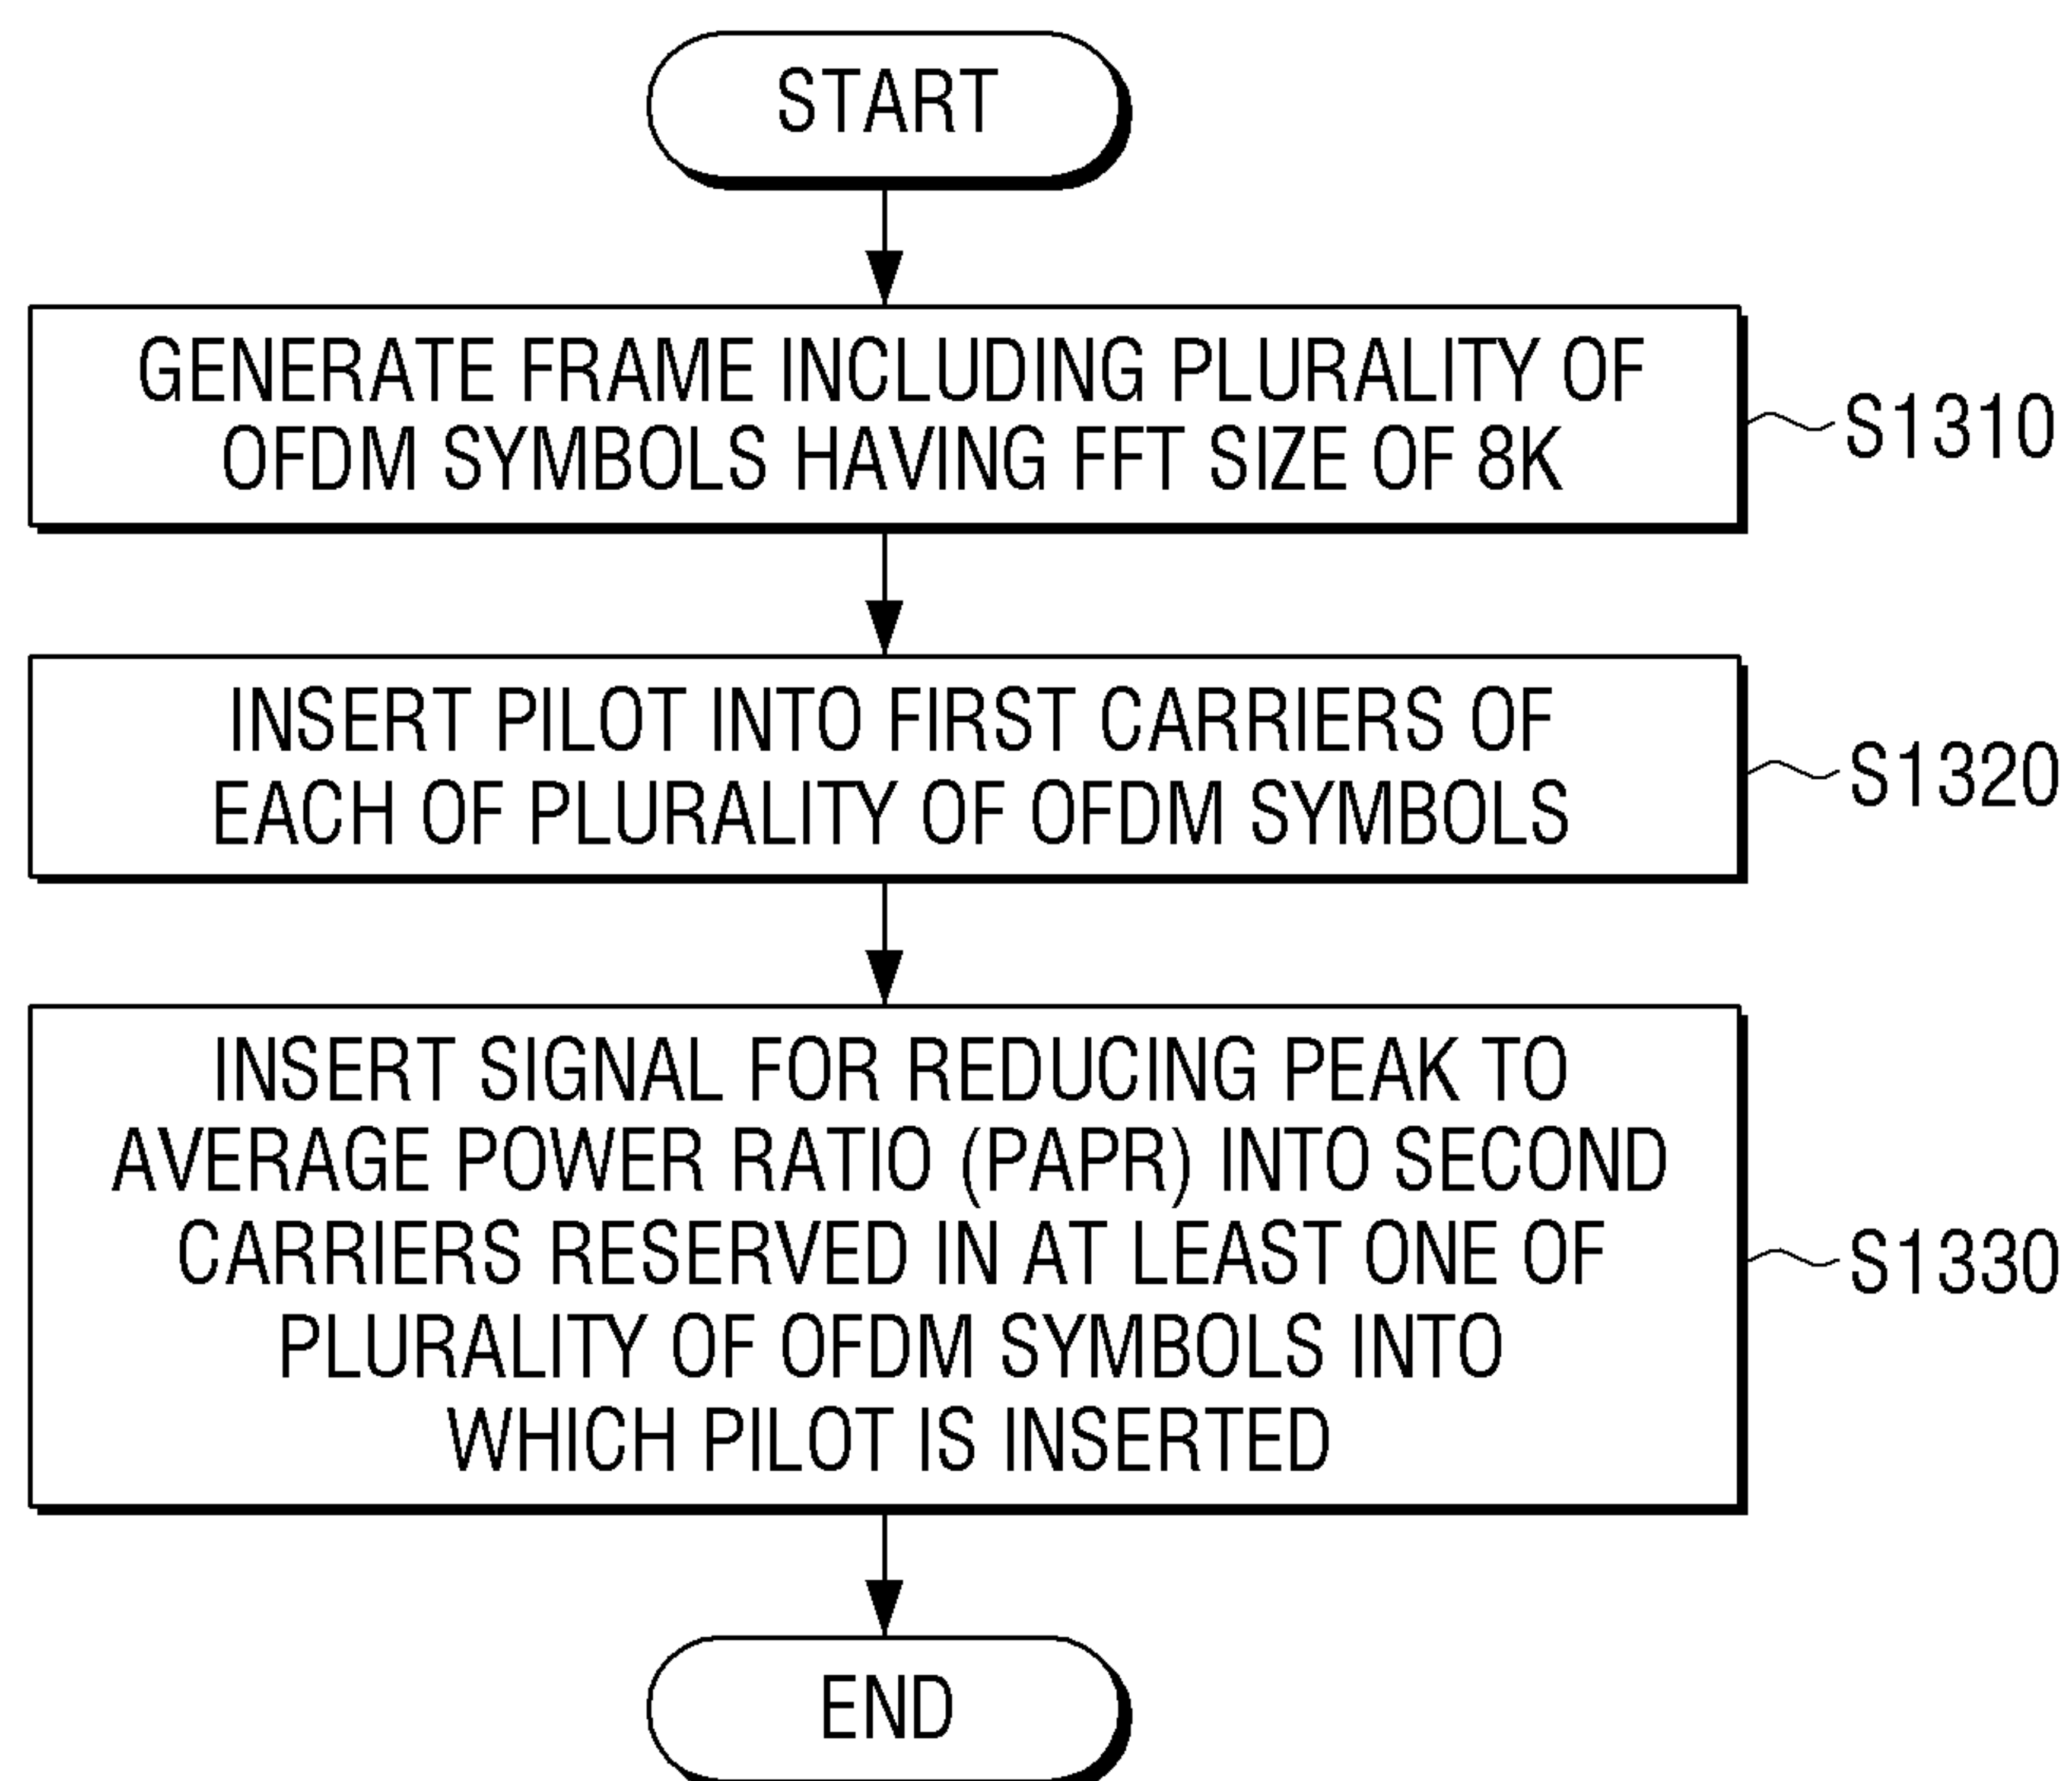 START
GENERATE FRAME INCLUDING PLURALITY OF
OFDM SYMBOLS HAVING FFT SIZE OF 8K
S1310
INSERT PILOT INTO FIRST CARRIERS OF
EACH OF PLURALITY OF OFDM SYMBOLS
S1320
INSERT SIGNAL FOR REDUCING PEAK TO
AVERAGE POWER RATIO (PAPR) INTO SECOND
CARRIERS RESERVED IN AT LEAST ONE OF
PLURALITY OF OFDM SYMBOLS INTO
WHICH PILOT IS INSERTED
S1330
END